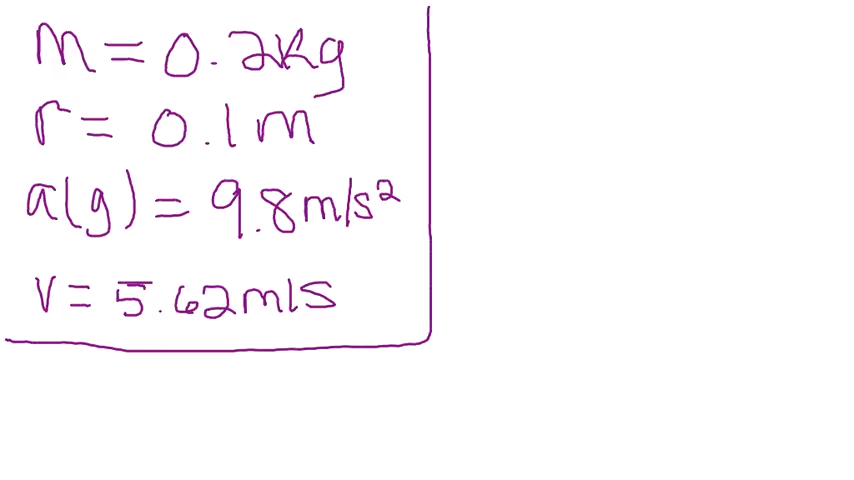 m = 0.2kg
r = 0.1m
a(g) = 9.8m/s²
v = 5.62m/s